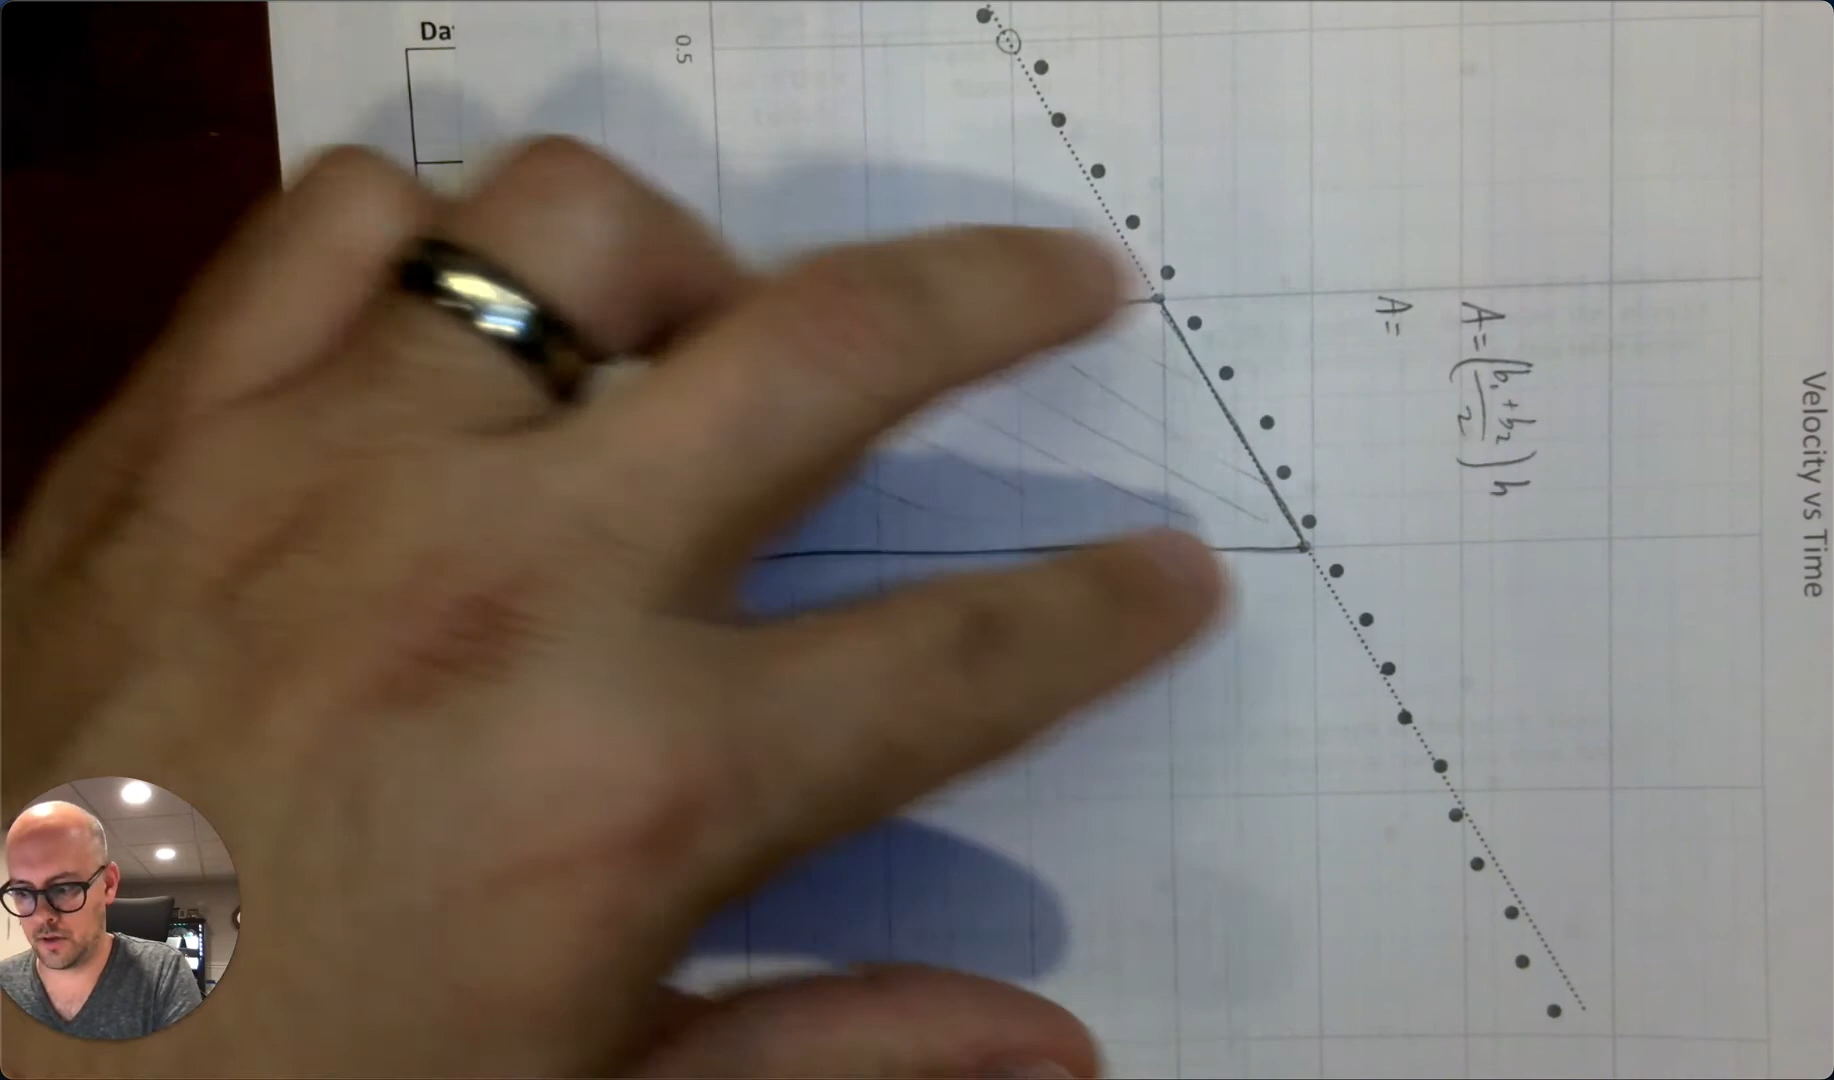 Velocity vs Time
A = (b₁ + b₂ / 2) h
A =
0.5
Da